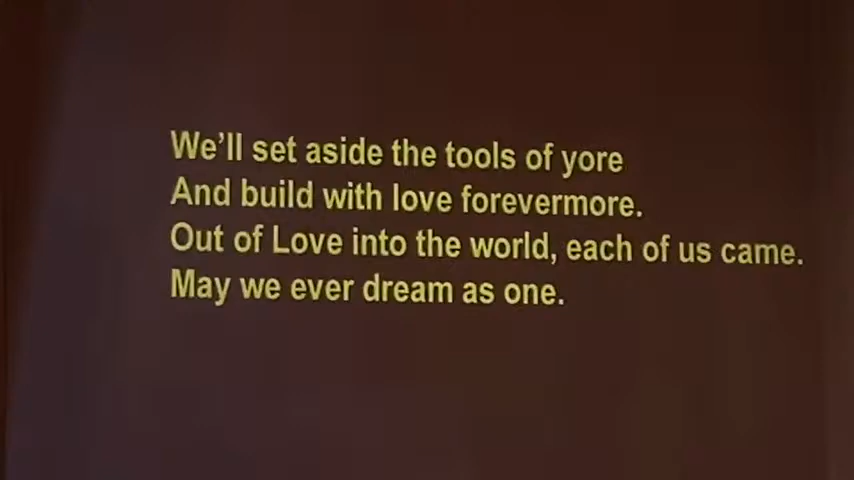 We'll set aside the tools of yore
And build with love forevermore.
Out of Love into the world, each of us came.
May we ever dream as one.